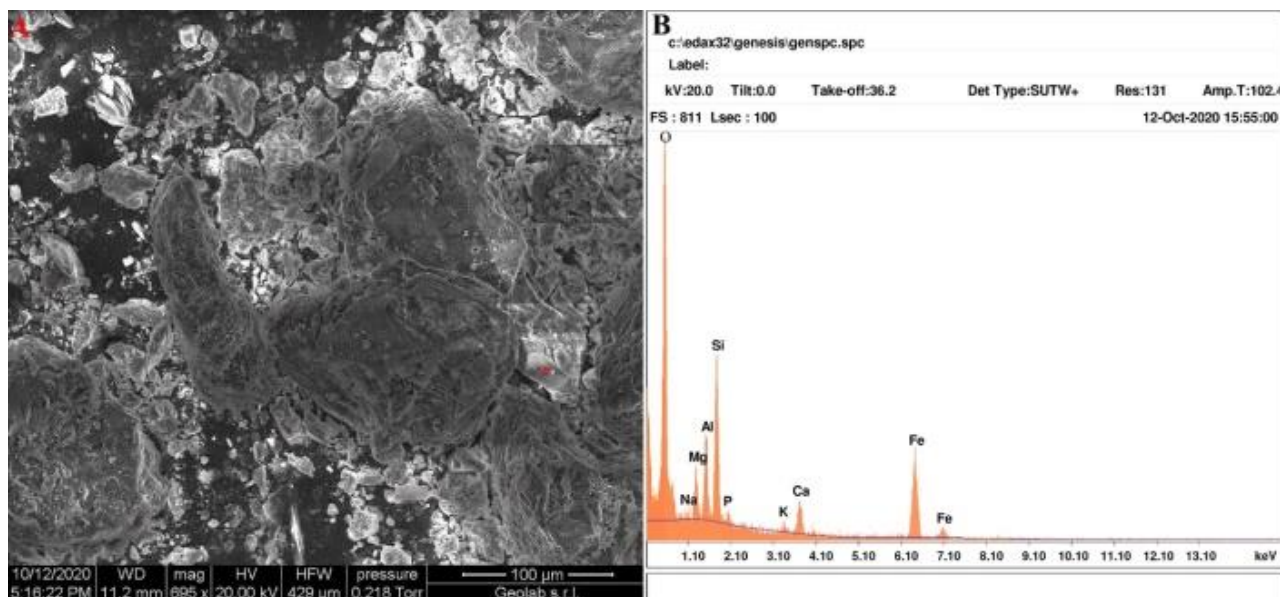 A
10/12/2020 WD mag HV HFW pressure 100 µm
5:16:22 PM 11.2 mm 695 x 20.00 kV 429 µm 0.218 Torr Geolab s.r.l.
B
c:\edax32\genesis\genspc.spc
Label:
kV:20.0 Tilt:0.0 Take-off:36.2 Det Type:SUTW+ Res:131 Amp.T:102.4
FS : 811 Lsec : 100 12-Oct-2020 15:55:00
O
Si
Al
Mg
Na
P
K
Ca
Fe
Fe
1.10 2.10 3.10 4.10 5.10 6.10 7.10 8.10 9.10 10.10 11.10 12.10 13.10 keV